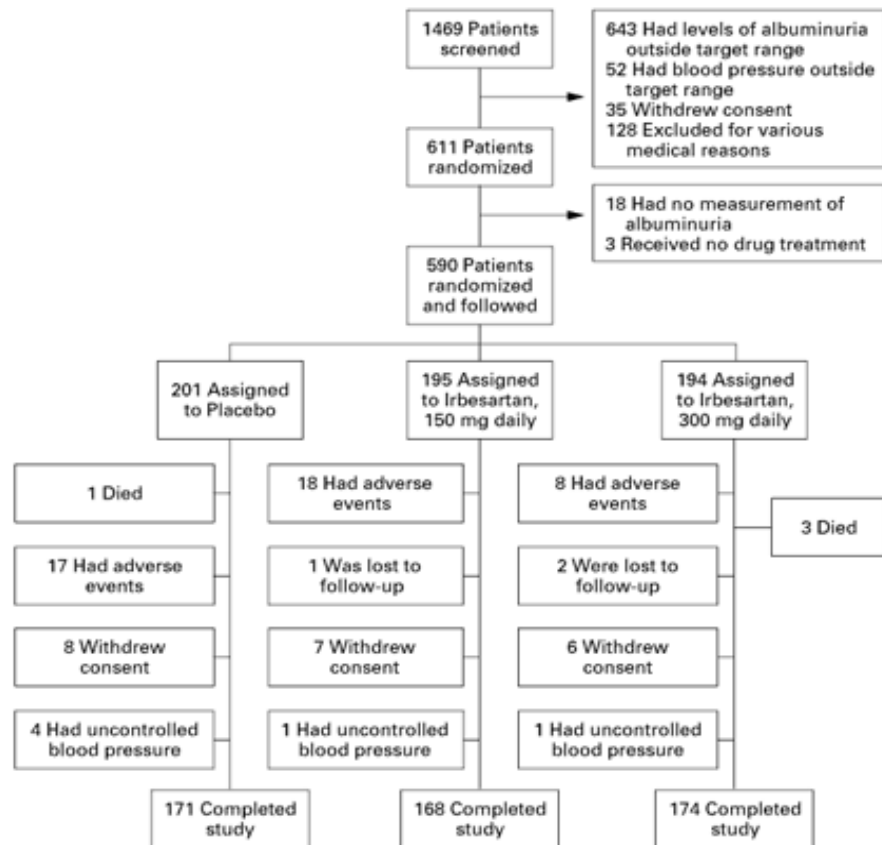 1469 Patients
screened
643 Had levels of albuminuria
outside target range
52 Had blood pressure outside
target range
35 Withdrew consent
128 Excluded for various
medical reasons
611 Patients
randomized
18 Had no measurement of
albuminuria
3 Received no drug treatment
590 Patients
randomized
and followed
201 Assigned
to Placebo
195 Assigned
to Irbesartan,
150 mg daily
194 Assigned
to Irbesartan,
300 mg daily
1 Died
18 Had adverse
events
8 Had adverse
events
3 Died
17 Had adverse
events
1 Was lost to
follow-up
2 Were lost to
follow-up
8 Withdrew
consent
7 Withdrew
consent
6 Withdrew
consent
4 Had uncontrolled
blood pressure
1 Had uncontrolled
blood pressure
1 Had uncontrolled
blood pressure
171 Completed
study
168 Completed
study
174 Completed
study